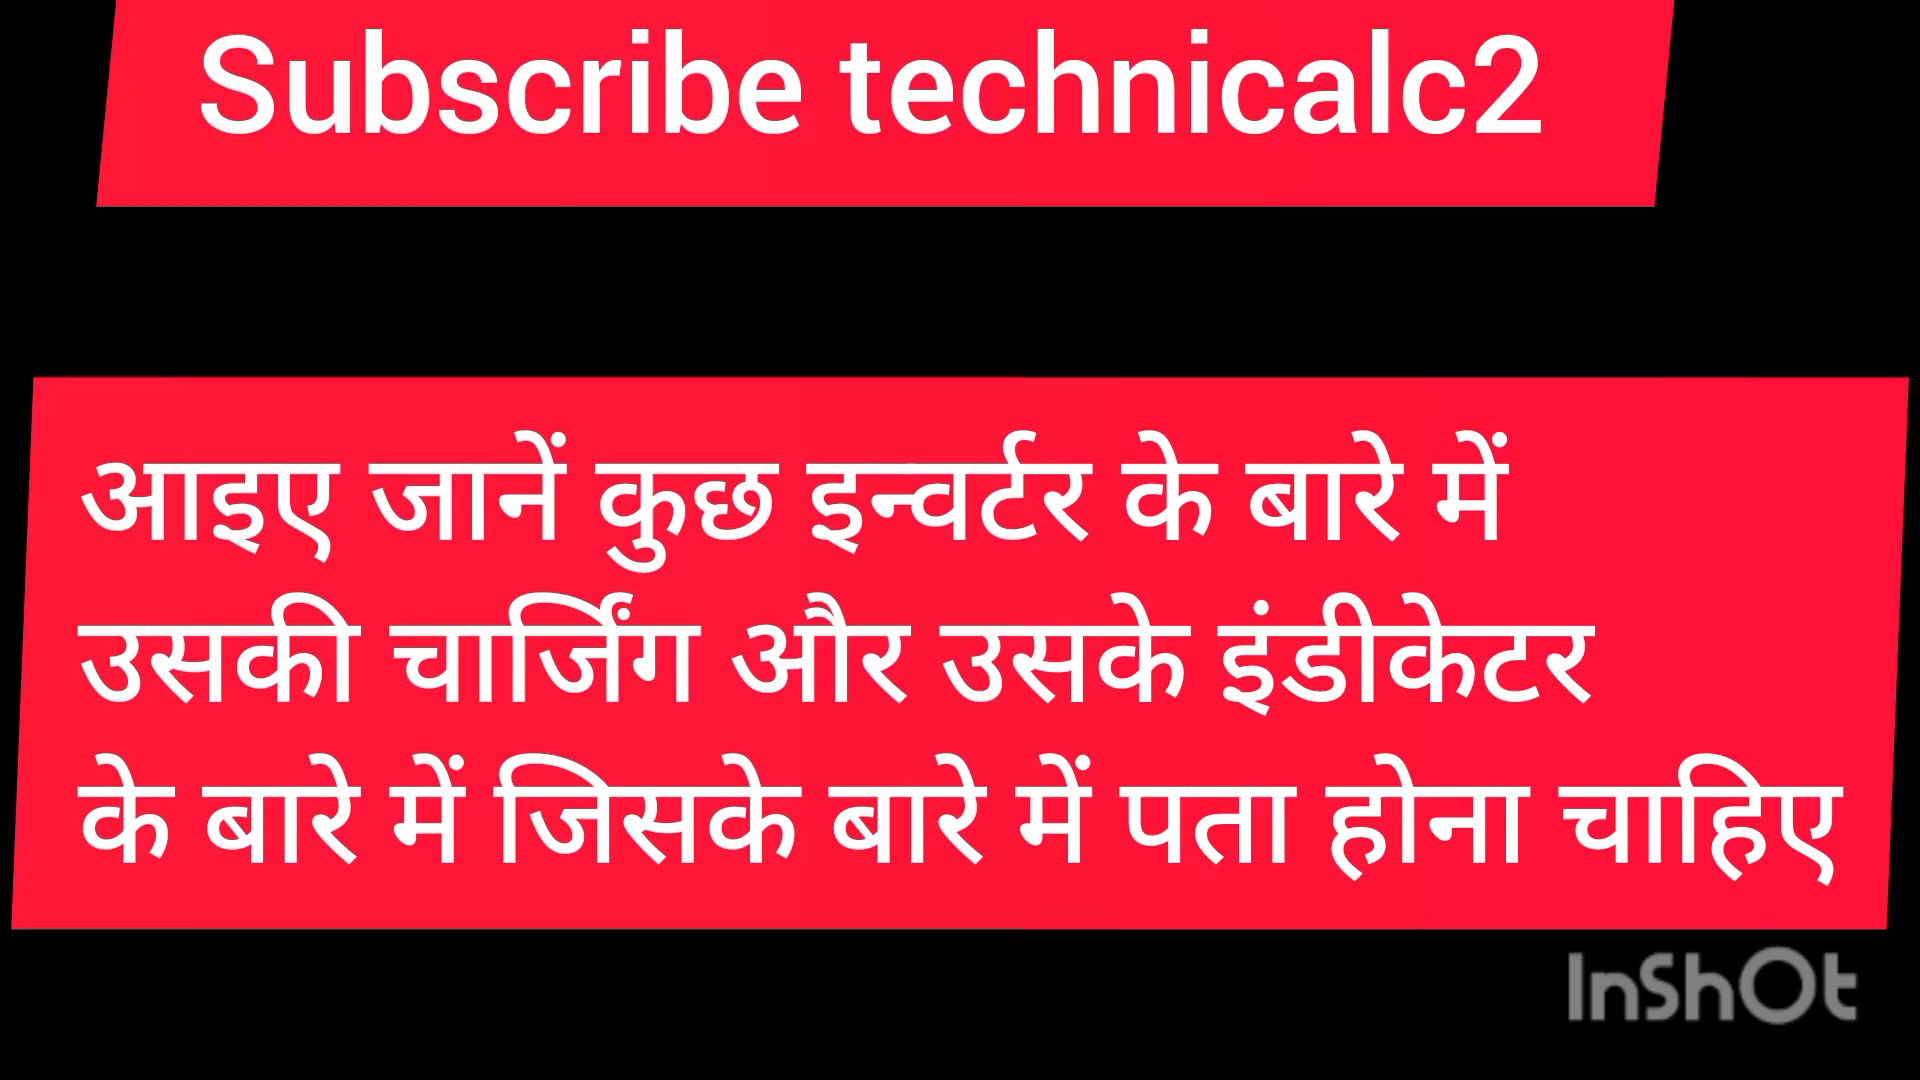 Subscribe technicalc2
आइए जानें कुछ इन्वर्टर के बारे में
उसकी चार्जिंग और उसके इंडीकेटर
के बारे में जिसके बारे में पता होना चाहिए
InShOt